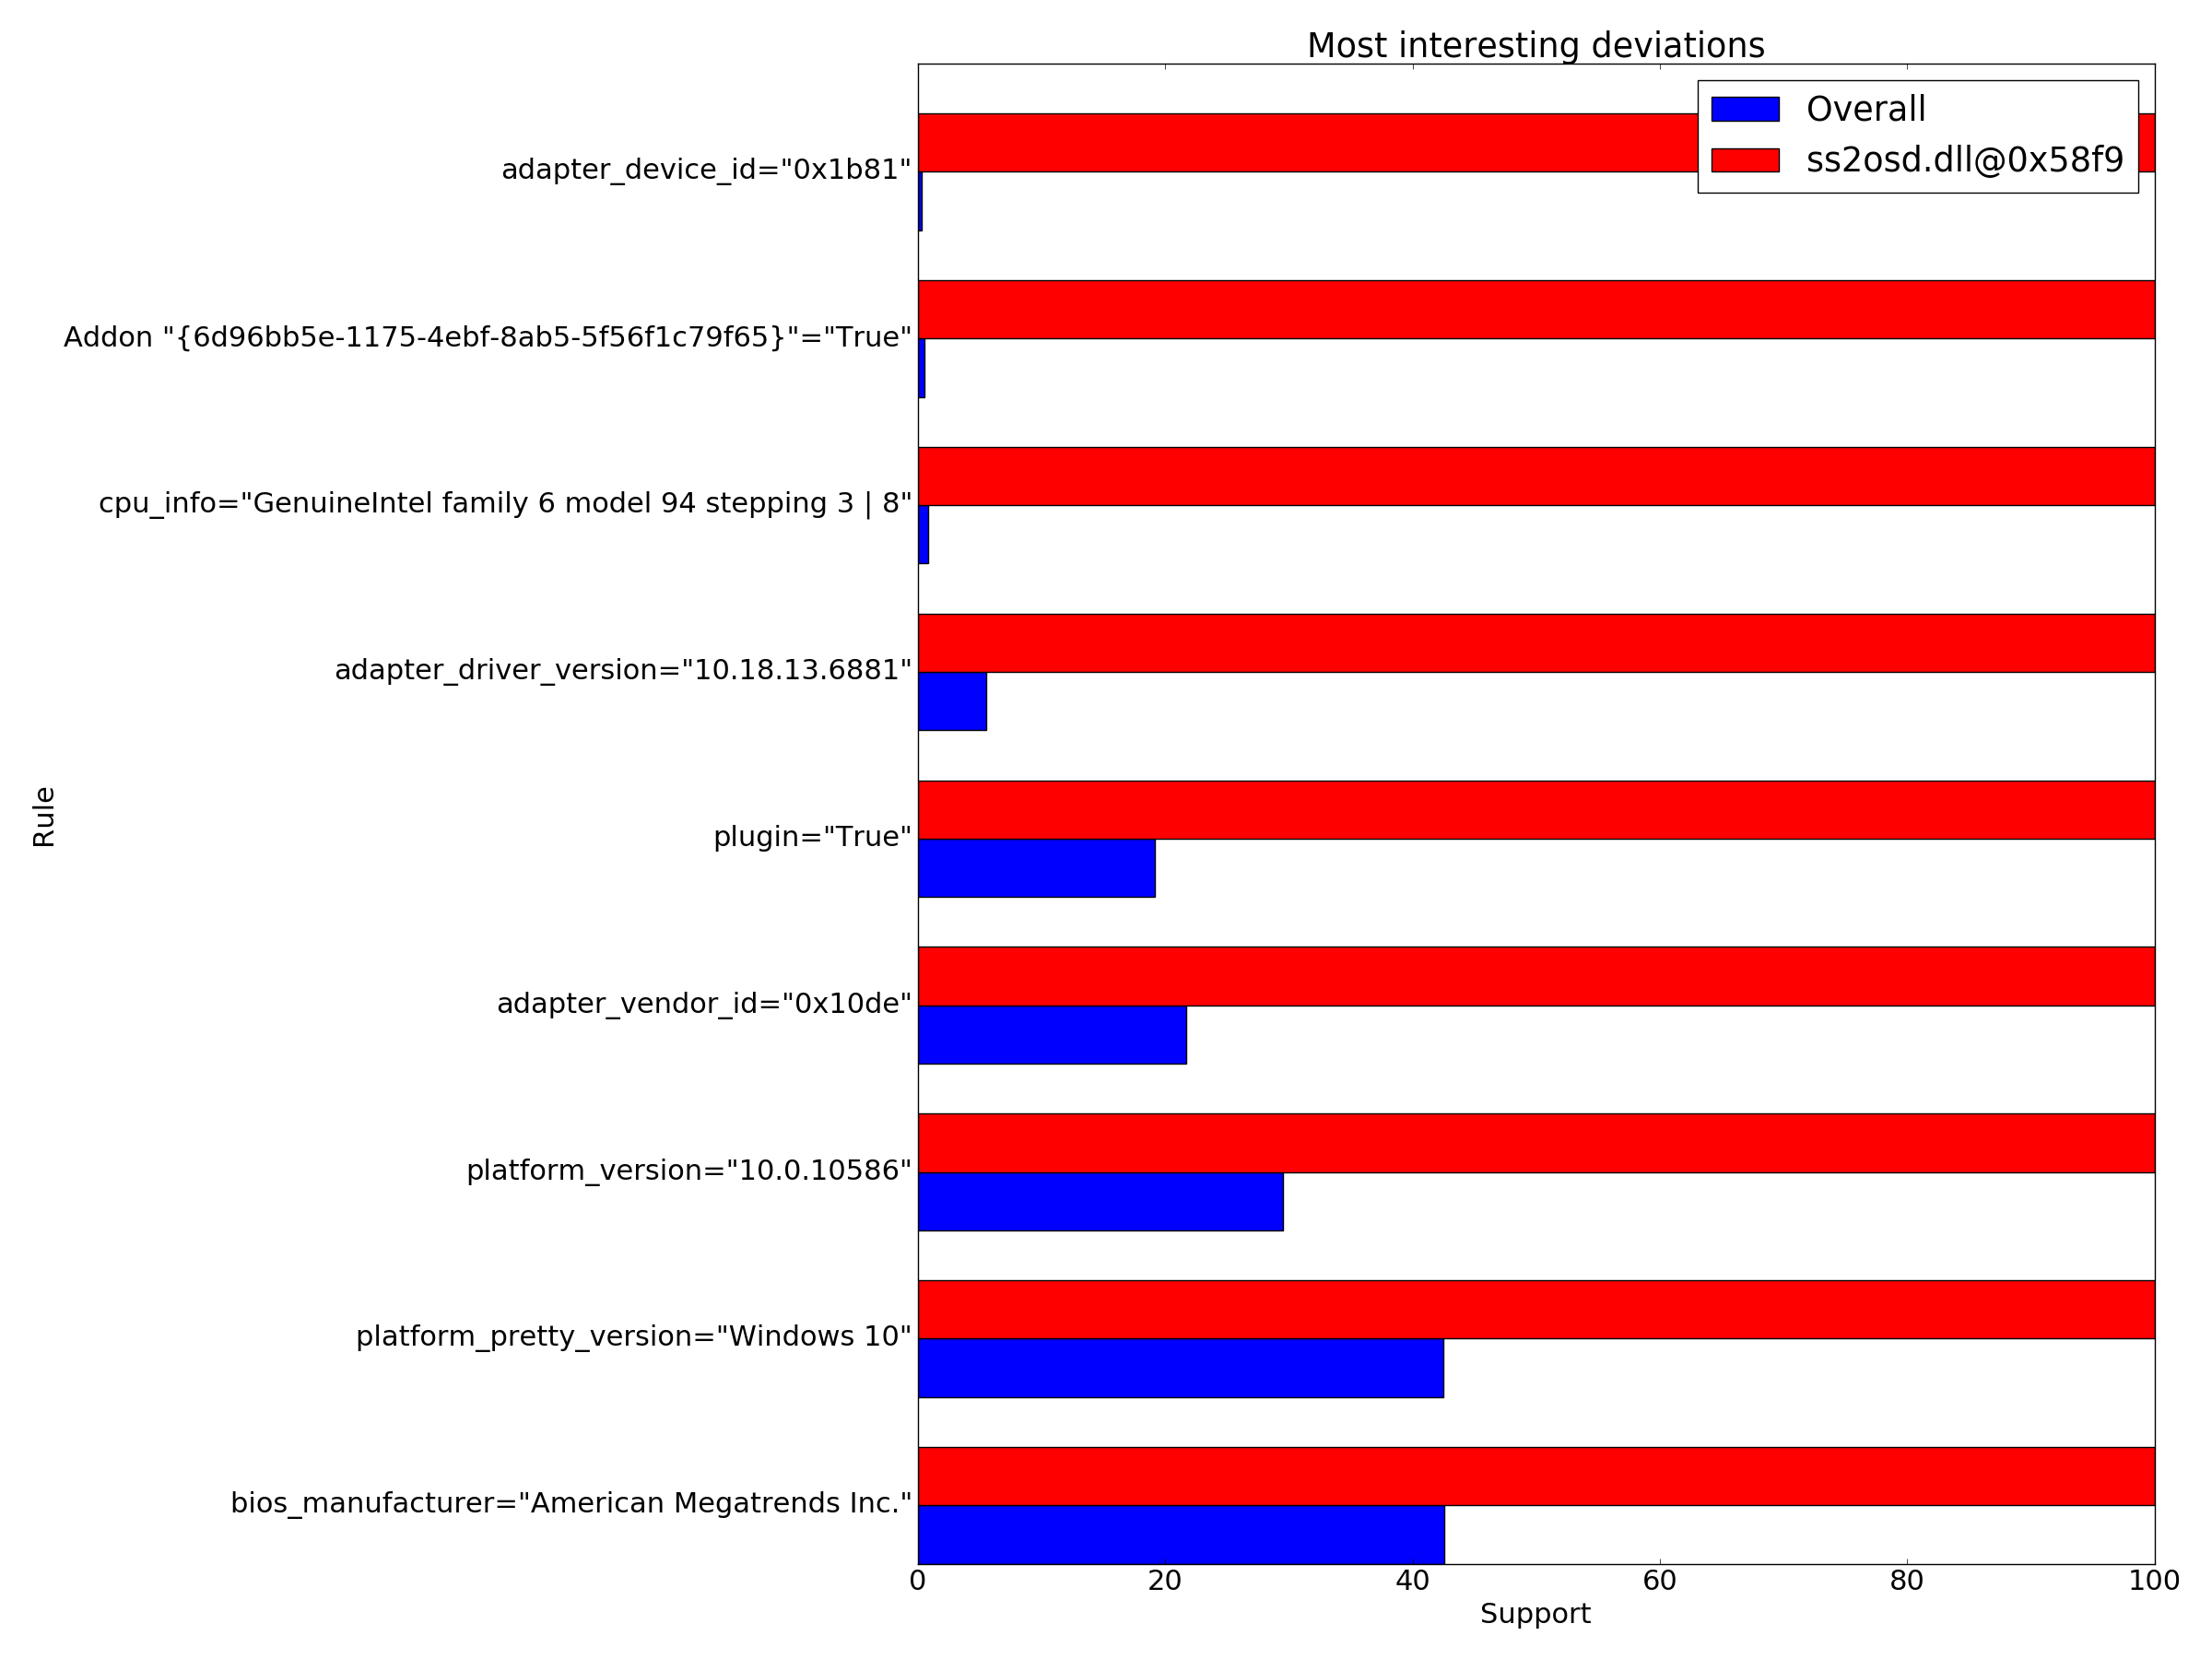 Most interesting deviations
Overall
ss2osd.dll@0x58f9
adapter_device_id="0x1b81"
Addon "{6d96bb5e-1175-4ebf-8ab5-5f56f1c79f65}"="True"
cpu_info="GenuineIntel family 6 model 94 stepping 3 | 8"
adapter_driver_version="10.18.13.6881"
plugin="True"
adapter_vendor_id="0x10de"
platform_version="10.0.10586"
platform_pretty_version="Windows 10"
bios_manufacturer="American Megatrends Inc."
Rule
0 20 40 60 80 100
Support